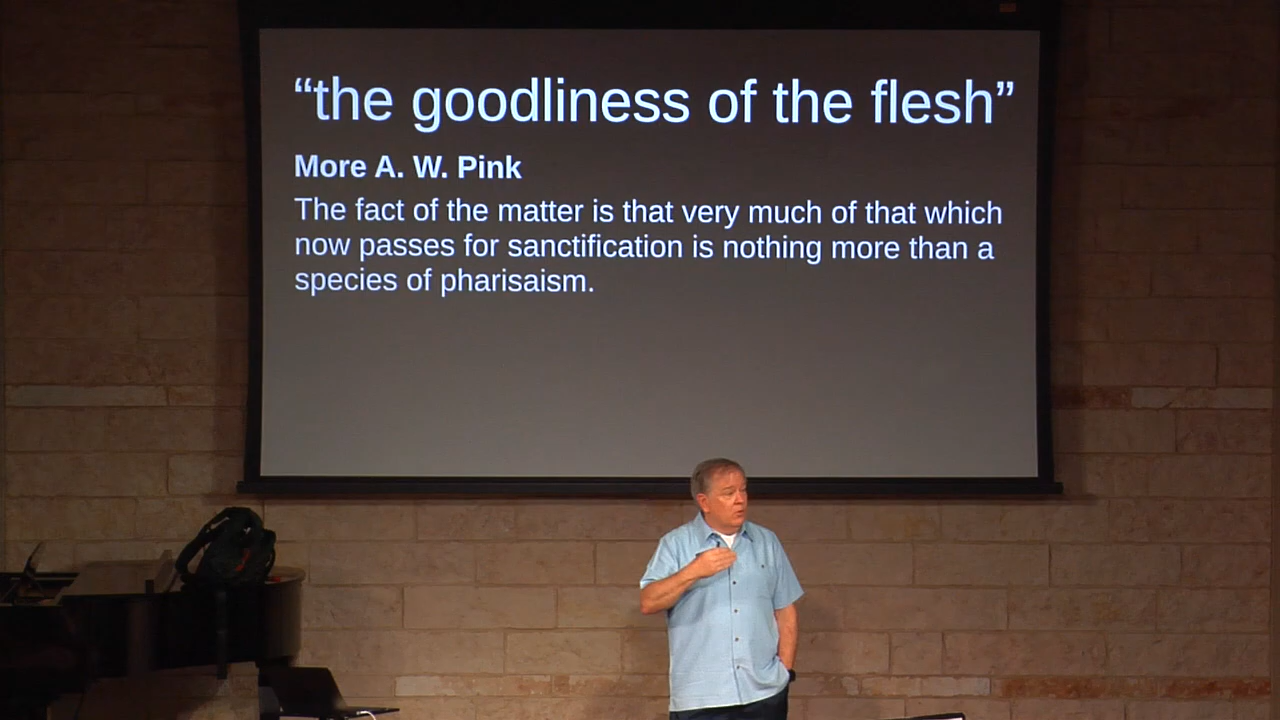 “the goodliness of the flesh”
More A. W. Pink
The fact of the matter is that very much of that which
now passes for sanctification is nothing more than a
species of pharisaism.